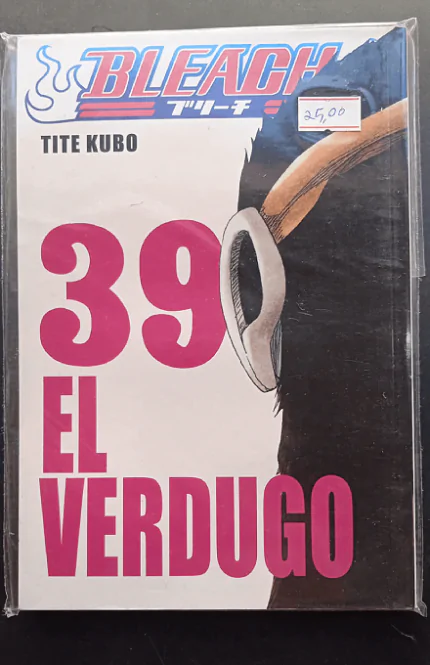 BLEACH
ブリーチ
25,00
TITE KUBO
39
EL
VERDUGO